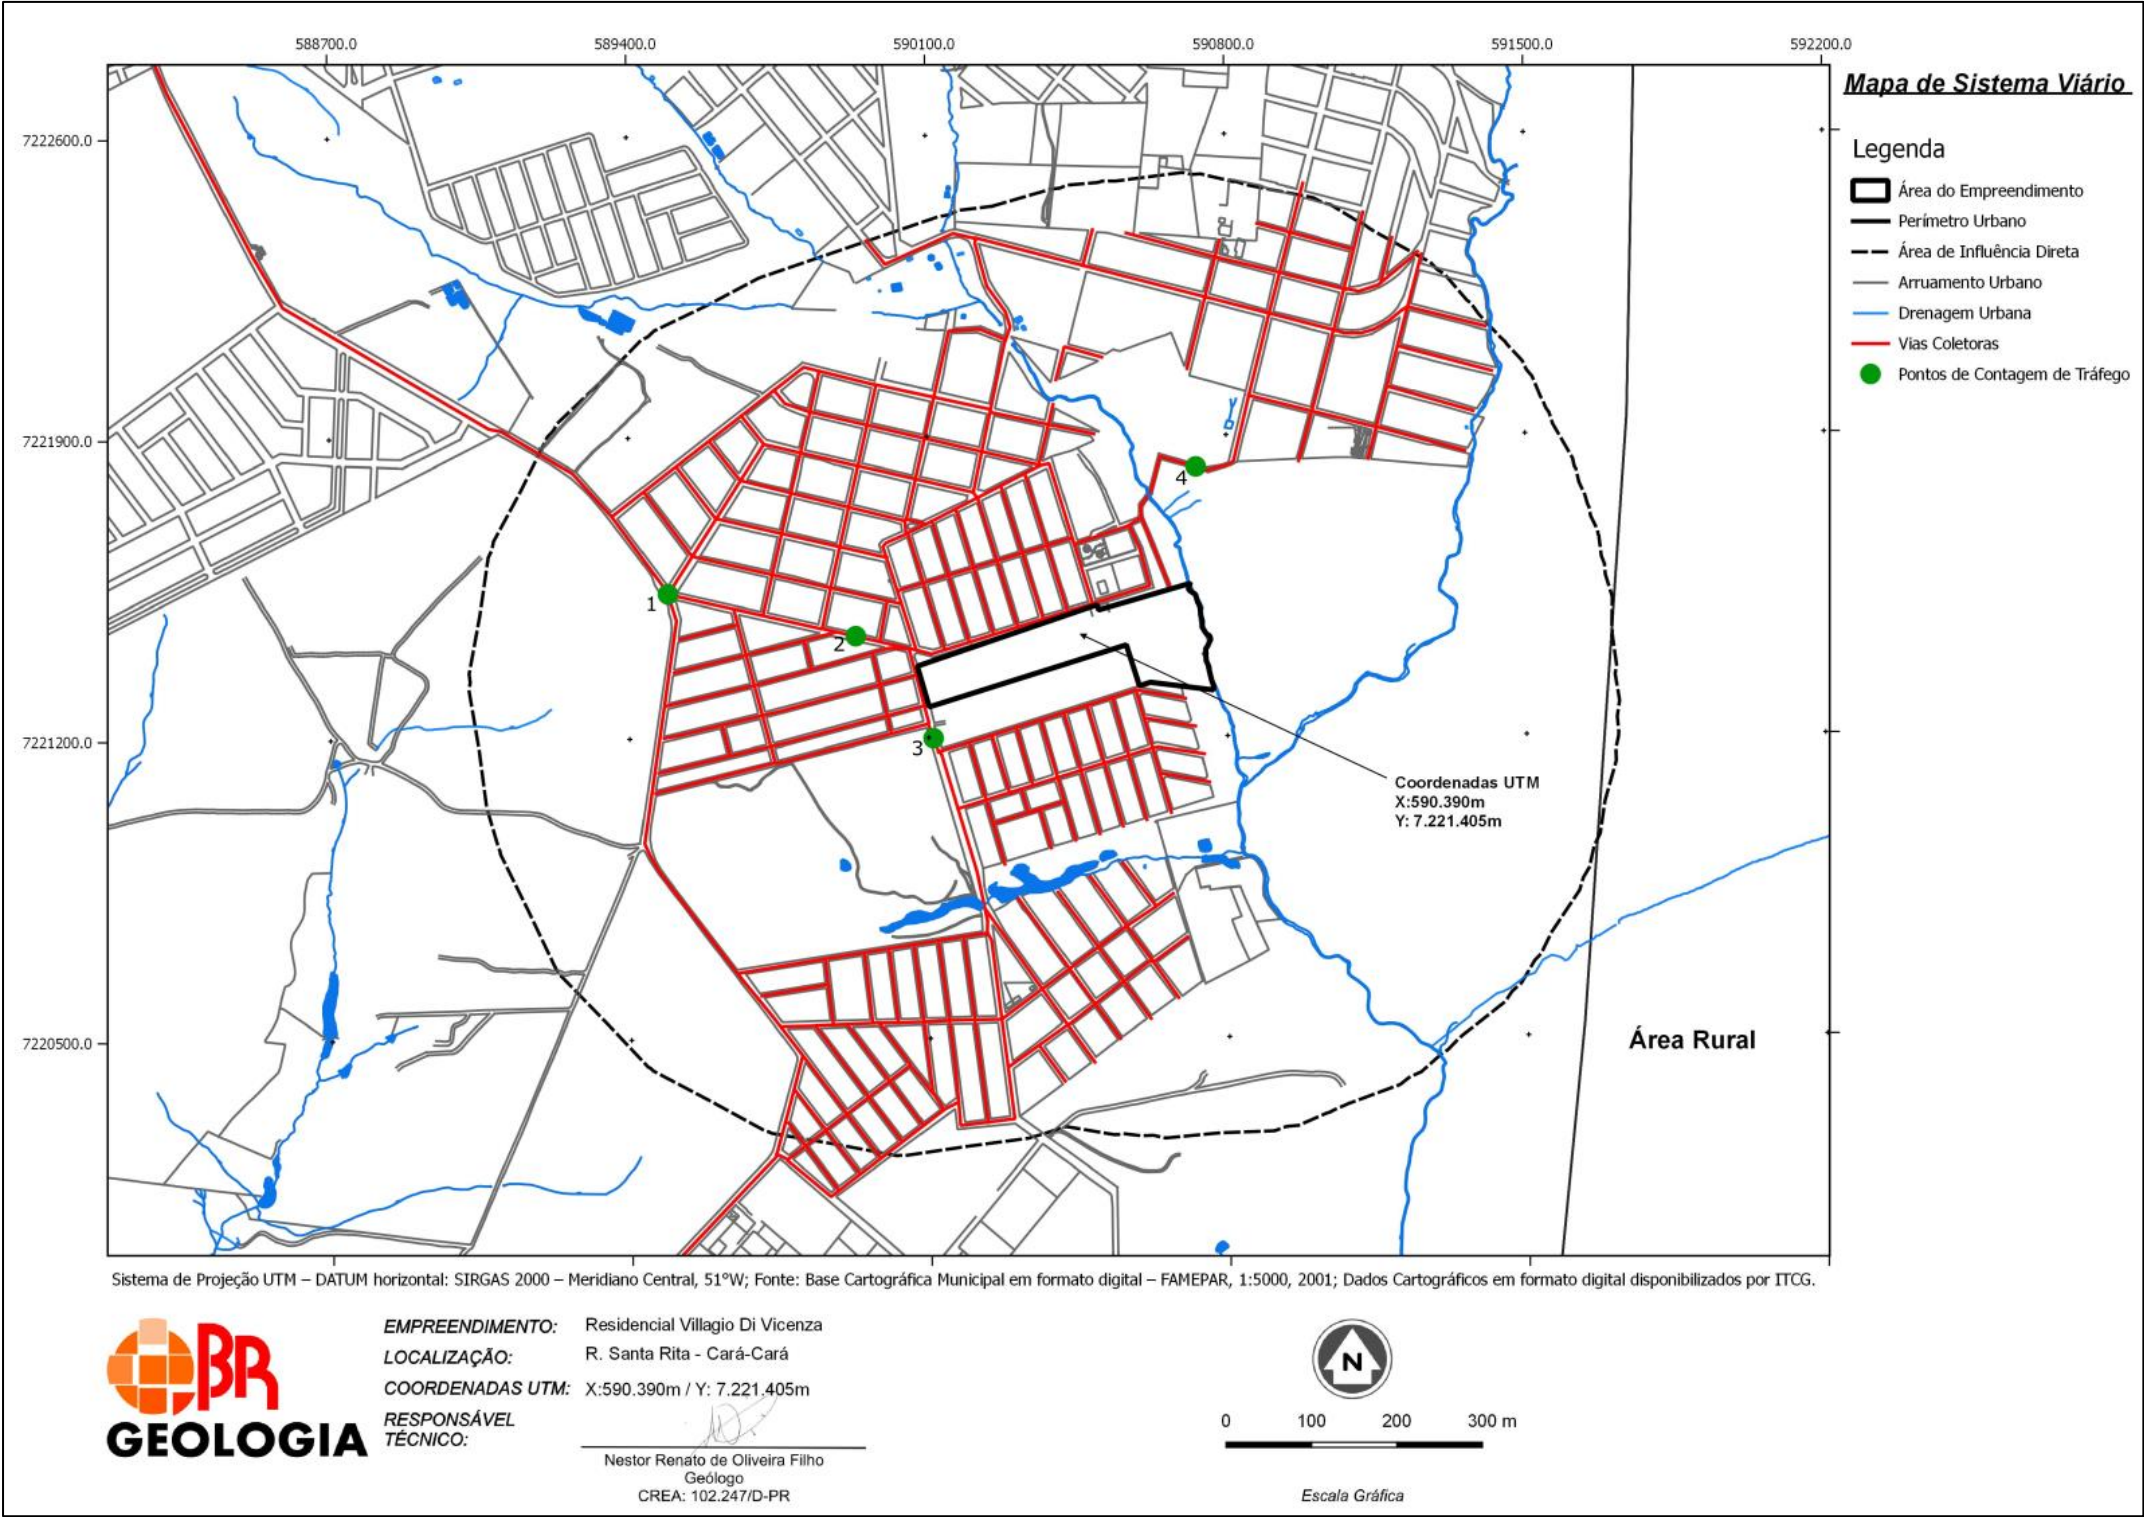 588700.0 589400.0 590100.0 590800.0 591500.0 592200.0
Mapa de Sistema Viário
7222600.0
7221900.0
7221200.0
7220500.0
Legenda
Área do Empreendimento
Perímetro Urbano
Área de Influência Direta
Arruamento Urbano
Drenagem Urbana
Vias Coletoras
Pontos de Contagem de Tráfego
4
1
2
3
Coordenadas UTM
X:590.390m
Y: 7.221.405m
Área Rural
Sistema de Projeção UTM – DATUM horizontal: SIRGAS 2000 – Meridiano Central, 51°W; Fonte: Base Cartográfica Municipal em formato digital – FAMEPAR, 1:5000, 2001; Dados Cartográficos em formato digital disponibilizados por ITCG.
BR
GEOLOGIA
EMPREENDIMENTO: Residencial Villagio Di Vicenza
LOCALIZAÇÃO: R. Santa Rita - Cará-Cará
COORDENADAS UTM: X:590.390m / Y: 7.221.405m
RESPONSÁVEL
TÉCNICO:
Nestor Renato de Oliveira Filho
Geólogo
CREA: 102.247/D-PR
N
0 100 200 300 m
Escala Gráfica